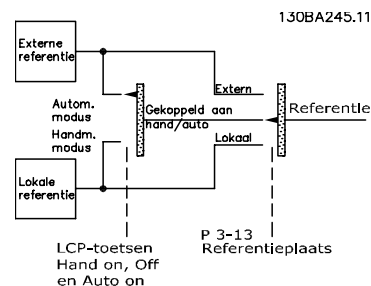 130BA245.11
Externe
referentie
Extern
Autom.
modus
Gekoppeld aan
hand/auto
Referentie
Handm.
modus
Lokaal
Lokale
referentie
P 3-13
Referentieplaats
LCP-toetsen
Hand on, Off
en Auto on